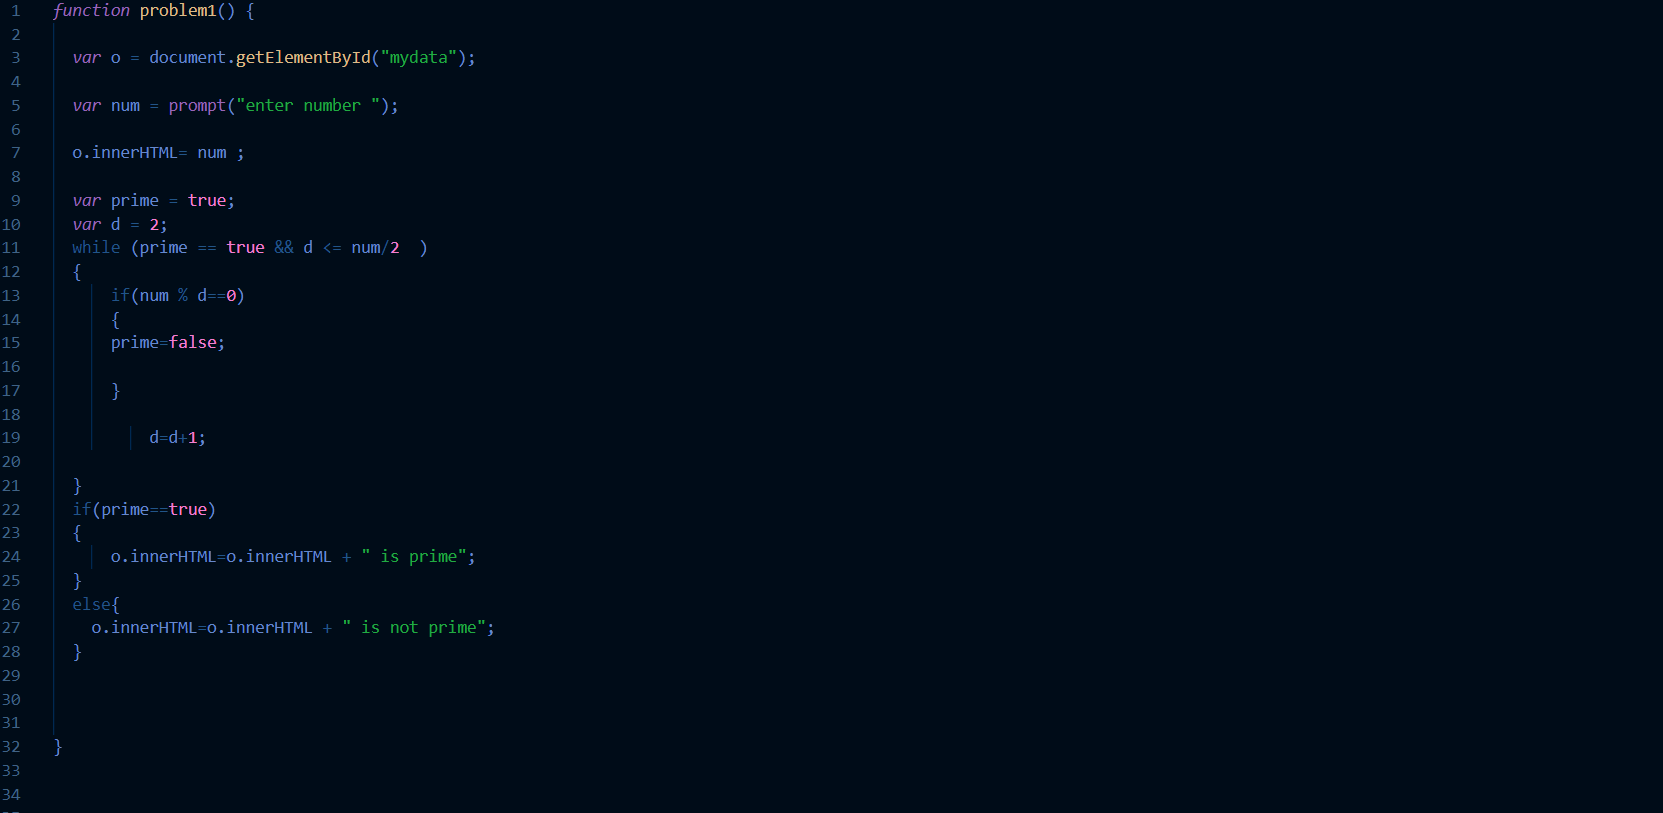 1 function problem1() {
2
3 var o = document.getElementById("mydata");
4
5 var num = prompt("enter number ");
6
7 o.innerHTML= num ;
8
9 var prime = true;
10 var d = 2;
11 while (prime == true && d <= num/2  )
12 {
13 if(num % d==0)
14 {
15 prime=false;
16
17 }
18
19 d=d+1;
20
21 }
22 if(prime==true)
23 {
24 o.innerHTML=o.innerHTML + " is prime";
25 }
26 else{
27 o.innerHTML=o.innerHTML + " is not prime";
28 }
29
30
31
32 }
33
34